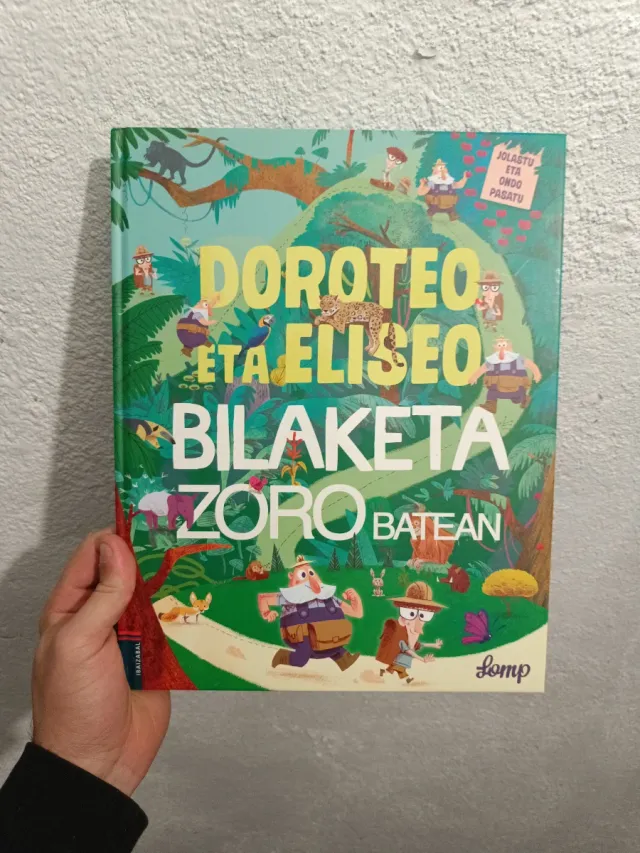 JOLASTU
ETA
ONDO
PASATU
DOROTEO
ETA ELISEO
BILAKETA
ZORO BATEAN
Lomp
IBAIZABAL